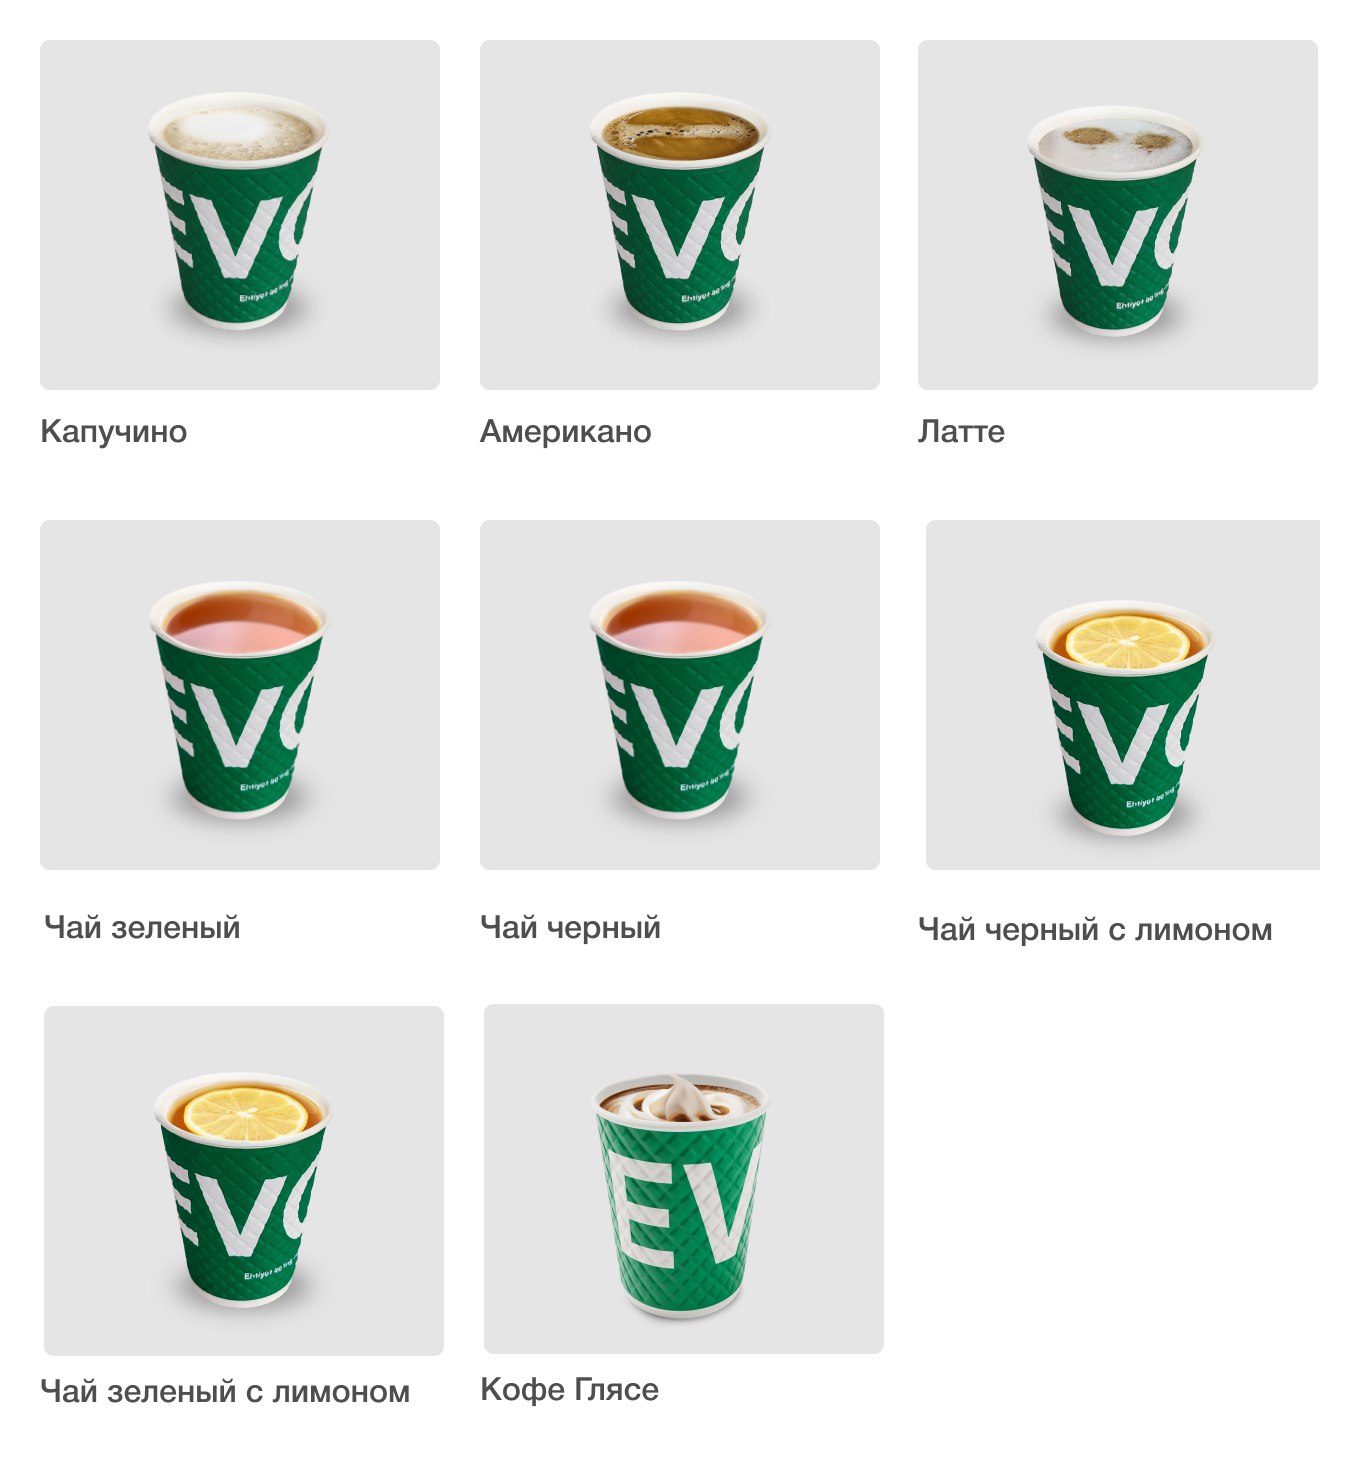 EVO
EVO
EVO
Ehtiyot bo'ling
Ehtiyot bo'ling
Ehtiyot bo'ling
Капучино
Американо
Латте
EVO
EVO
EVO
Ehtiyot bo'ling
Ehtiyot bo'ling
Ehtiyot bo'ling
Чай зеленый
Чай черный
Чай черный с лимоном
EVO
EV
Ehtiyot bo'ling
Чай зеленый с лимоном
Кофе Глясе